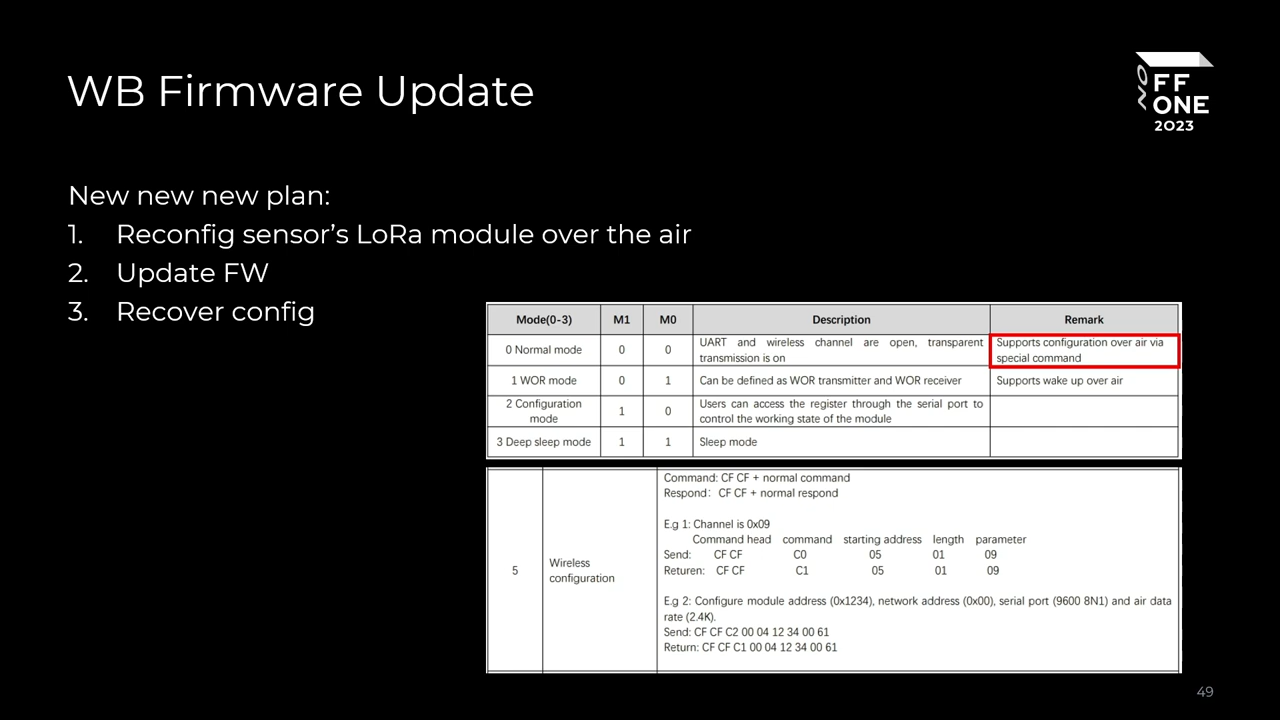 WB Firmware Update
NO
FF
ONE
2023
New new new plan:
1. Reconfig sensor’s LoRa module over the air
2. Update FW
3. Recover config
Mode(0-3) M1 M0 Description Remark
0 Normal mode 0 0 UART and wireless channel are open, transparent transmission is on Supports configuration over air via special command
1 WOR mode 0 1 Can be defined as WOR transmitter and WOR receiver Supports wake up over air
2 Configuration mode 1 0 Users can access the register through the serial port to control the working state of the module
3 Deep sleep mode 1 1 Sleep mode
5 Wireless configuration
Command: CF CF + normal command
Respond: CF CF + normal respond
E.g 1: Channel is 0x09
Command head command starting address length parameter
Send: CF CF C0 05 01 09
Returen: CF CF C1 05 01 09
E.g 2: Configure module address (0x1234), network address (0x00), serial port (9600 8N1) and air data
rate (2.4K).
Send: CF CF C2 00 04 12 34 00 61
Return: CF CF C1 00 04 12 34 00 61
49